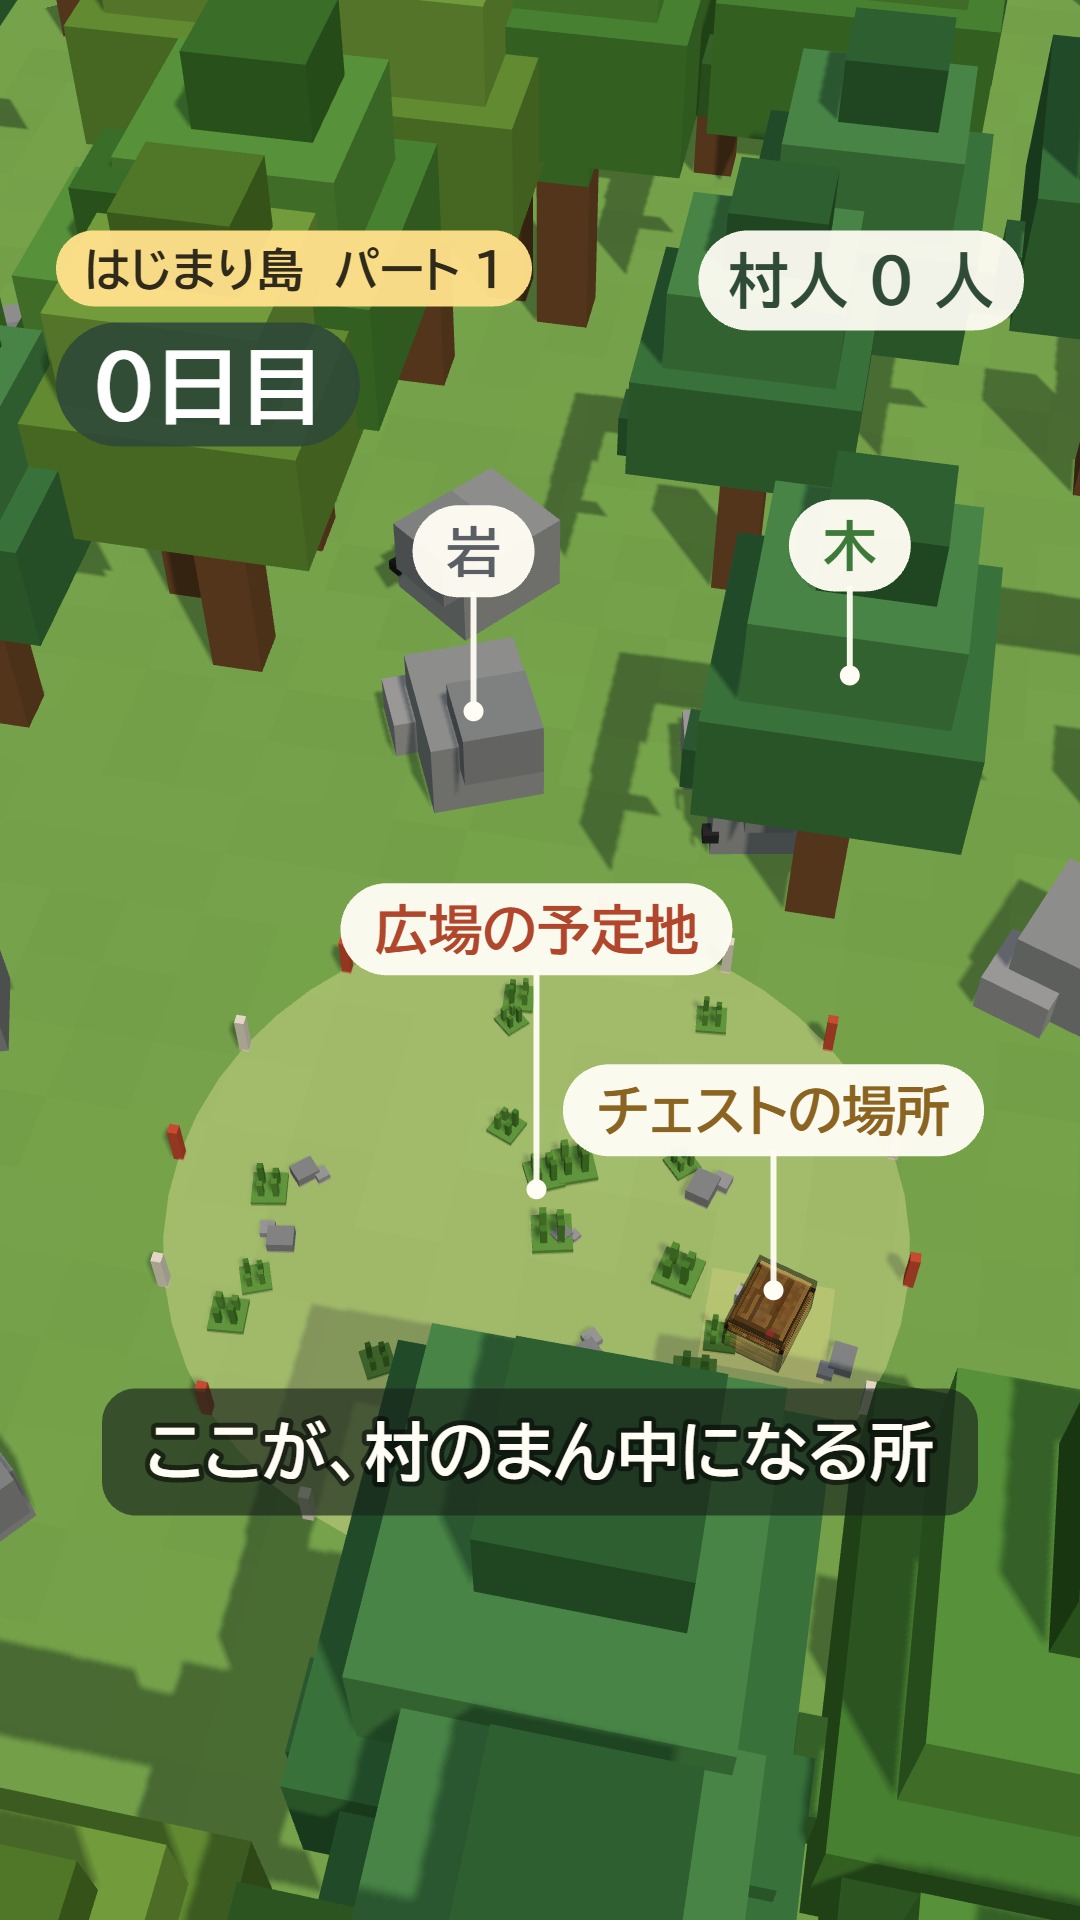 はじまり島　パート 1
村人 0 人
0日目
岩
木
広場の予定地
チェストの場所
ここが、村のまん中になる所